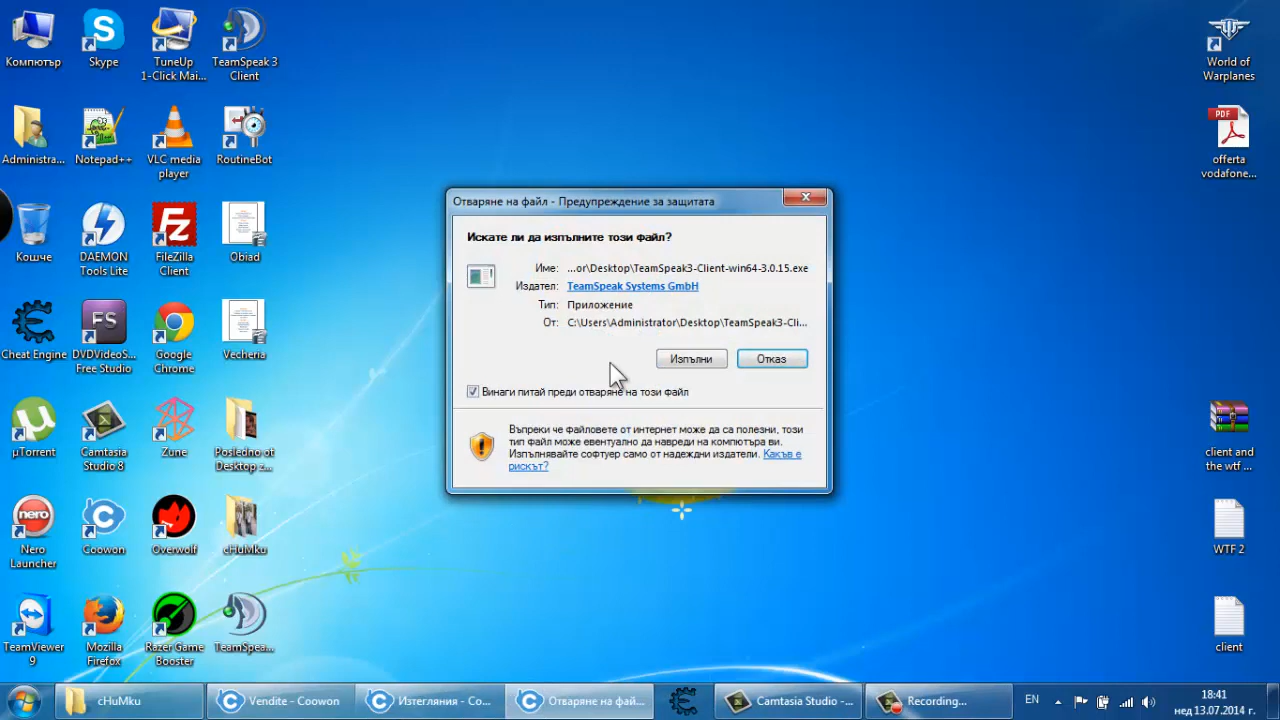 Компютър
Skype
TuneUp
1-Click Mai...
TeamSpeak 3
Client
World of
Warplanes
Administra...
Notepad++
VLC media
player
RoutineBot
PDF
offerta
vodafone...
Кошче
DAEMON
Tools Lite
FileZilla
Client
Obiad
Cheat Engine
DVDVideoS...
Free Studio
Google
Chrome
Vecheria
µTorrent
Camtasia
Studio 8
Zune
Posledno ot
Desktop z...
client and
the wtf ...
nero
Nero
Launcher
Coowon
Overwolf
cHuMku
WTF 2
TeamViewer
9
Mozilla
Firefox
Razer Game
Booster
TeamSpea...
client
Отваряне на файл - Предупреждение за защитата
Искате ли да изпълните този файл?
Име: ...or\Desktop\TeamSpeak3-Client-win64-3.0.15.exe
Издател: TeamSpeak Systems GmbH
Тип: Приложение
От: C:\Users\Administrator\Desktop\TeamSpeak3-Cli...
Изпълни
Отказ
Винаги питай преди отваряне на този файл
Въпреки че файловете от интернет може да са полезни, този
тип файл може евентуално да навреди на компютъра ви.
Изпълнявайте софтуер само от надеждни издатели. Какъв е
рискът?
cHuMku
Vendite - Coowon
Изтегляния - Co...
Отваряне на фай...
Camtasia Studio -...
Recording...
EN
18:41
нед 13.07.2014 г.